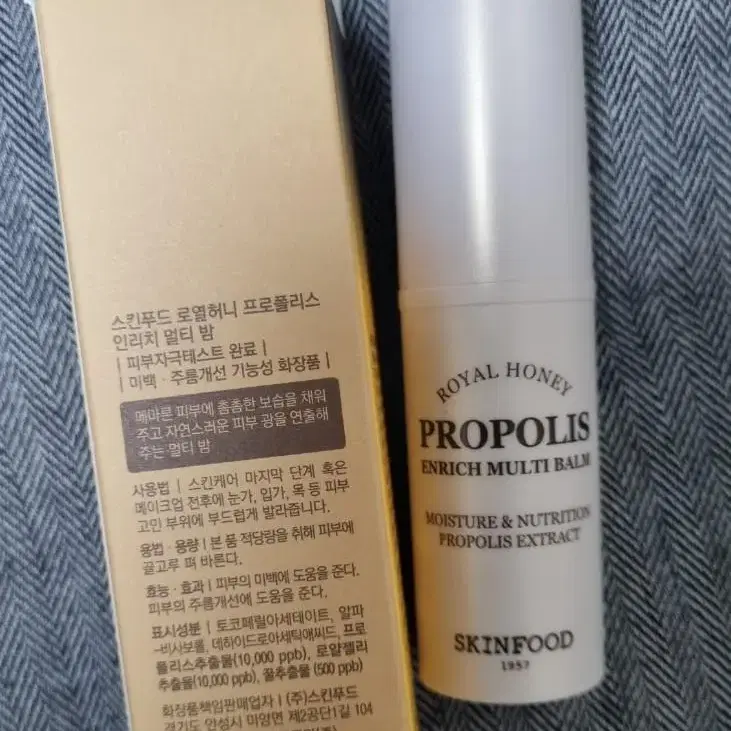 스킨푸드 로열허니 프로폴리스
인리치 멀티 밤
| 피부자극테스트 완료 |
| 미백 · 주름개선 기능성 화장품 |
메마른 피부에 촘촘한 보습을 채워
주고 자연스러운 피부 광을 연출해
주는 멀티 밤
사용법 | 스킨케어 마지막 단계 혹은
메이크업 전후에 눈가, 입가, 목 등 피부
고민 부위에 부드럽게 발라줍니다.
용법 · 용량 | 본 품 적당량을 취해 피부에
골고루 펴 바른다.
효능 · 효과 | 피부의 미백에 도움을 준다.
피부의 주름개선에 도움을 준다.
표시성분 | 토코페릴아세테이트, 알파
-비사보롤, 데하이드로아세틱애씨드, 프로
폴리스추출물(10,000 ppb), 로얄젤리
추출물(10,000 ppb), 꿀추출물 (500 ppb)
화장품책임판매업자 | (주)스킨푸드
경기도 안성시 미양면 제2공단1길 104
ROYAL HONEY
PROPOLIS
ENRICH MULTI BALM
MOISTURE & NUTRITION
PROPOLIS EXTRACT
SKINFOOD
1957